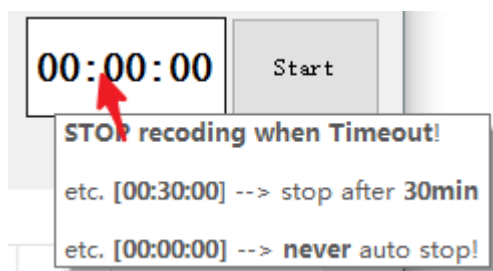 00:00:00
Start
STOP recoding when Timeout!
etc. [00:30:00] --> stop after 30min
etc. [00:00:00] --> never auto stop!